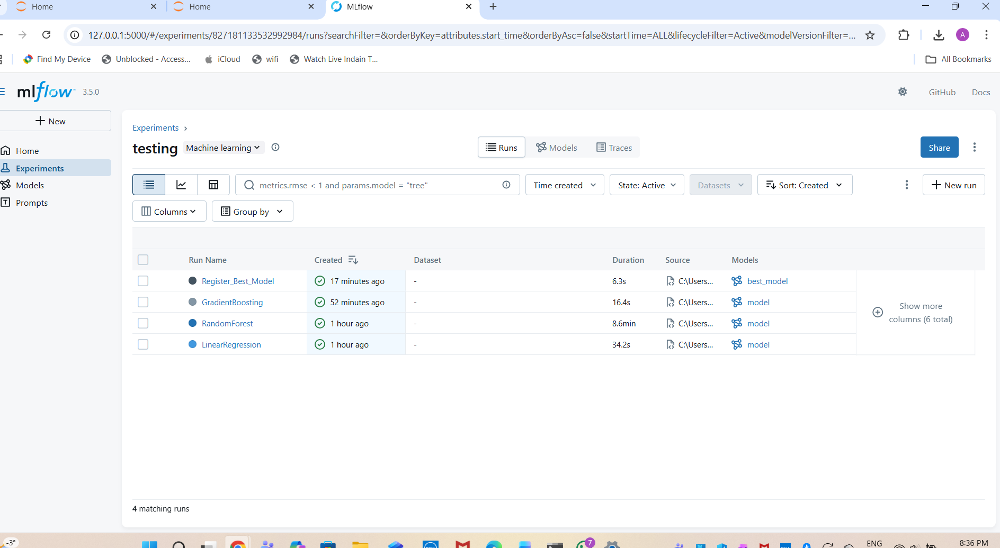 Home
Home
MLflow
127.0.0.1:5000/#/experiments/827181133532992984/runs?searchFilter=&orderByKey=attributes.start_time&orderByAsc=false&startTime=ALL&lifecycleFilter=Active&modelVersionFilter=...
A
Find My Device
Unblocked - Access...
iCloud
wifi
Watch Live Indain T...
All Bookmarks
mlflow™ 3.5.0
GitHub
Docs
New
Home
Experiments
Models
Prompts
Experiments
testing
Machine learning
Runs
Models
Traces
Share
metrics.rmse < 1 and params.model = "tree"
Time created
State: Active
Datasets
Sort: Created
New run
Columns
Group by
Run Name Created Dataset Duration Source Models
Register_Best_Model 17 minutes ago - 6.3s C:\Users... best_model
GradientBoosting 52 minutes ago - 16.4s C:\Users... model
RandomForest 1 hour ago - 8.6min C:\Users... model
LinearRegression 1 hour ago - 34.2s C:\Users... model
Show more
columns (6 total)
4 matching runs
-3°
7
ENG
8:36 PM